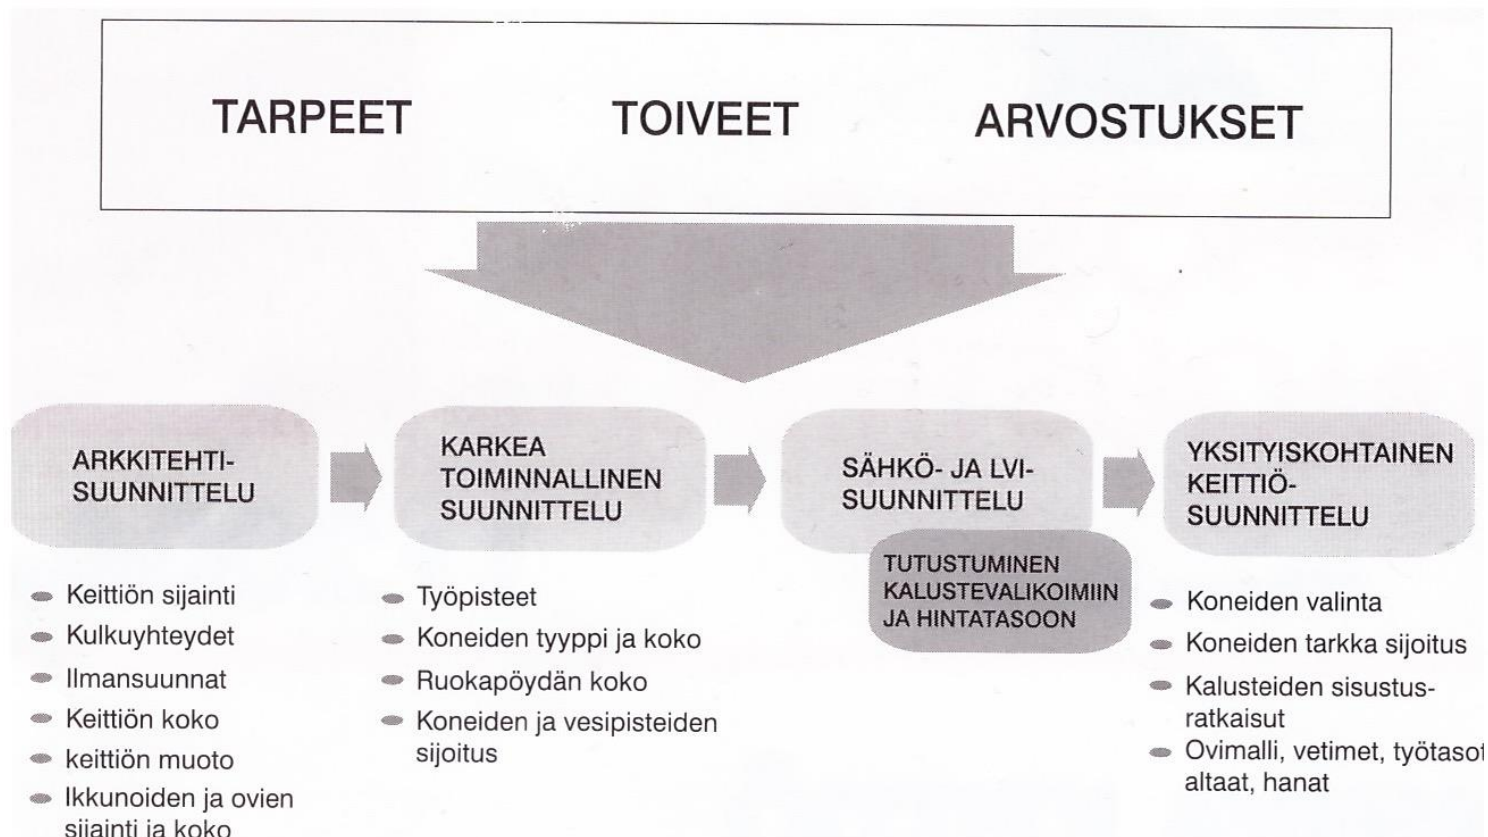 TARPEET TOIVEET ARVOSTUKSET
ARKKITEHTI-
SUUNNITTELU
Keittiön sijainti
Kulkuyhteydet
Ilmansuunnat
Keittiön koko
keittiön muoto
Ikkunoiden ja ovien
sijainti ja koko
KARKEA
TOIMINNALLINEN
SUUNNITTELU
Työpisteet
Koneiden tyyppi ja koko
Ruokapöydän koko
Koneiden ja vesipisteiden
sijoitus
SÄHKÖ- JA LVI-
SUUNNITTELU
TUTUSTUMINEN
KALUSTEVALIKOIMIIN
JA HINTATASOON
YKSITYISKOHTAINEN
KEITTIÖ-
SUUNNITTELU
Koneiden valinta
Koneiden tarkka sijoitus
Kalusteiden sisustus-
ratkaisut
Ovimalli, vetimet, työtasot
altaat, hanat